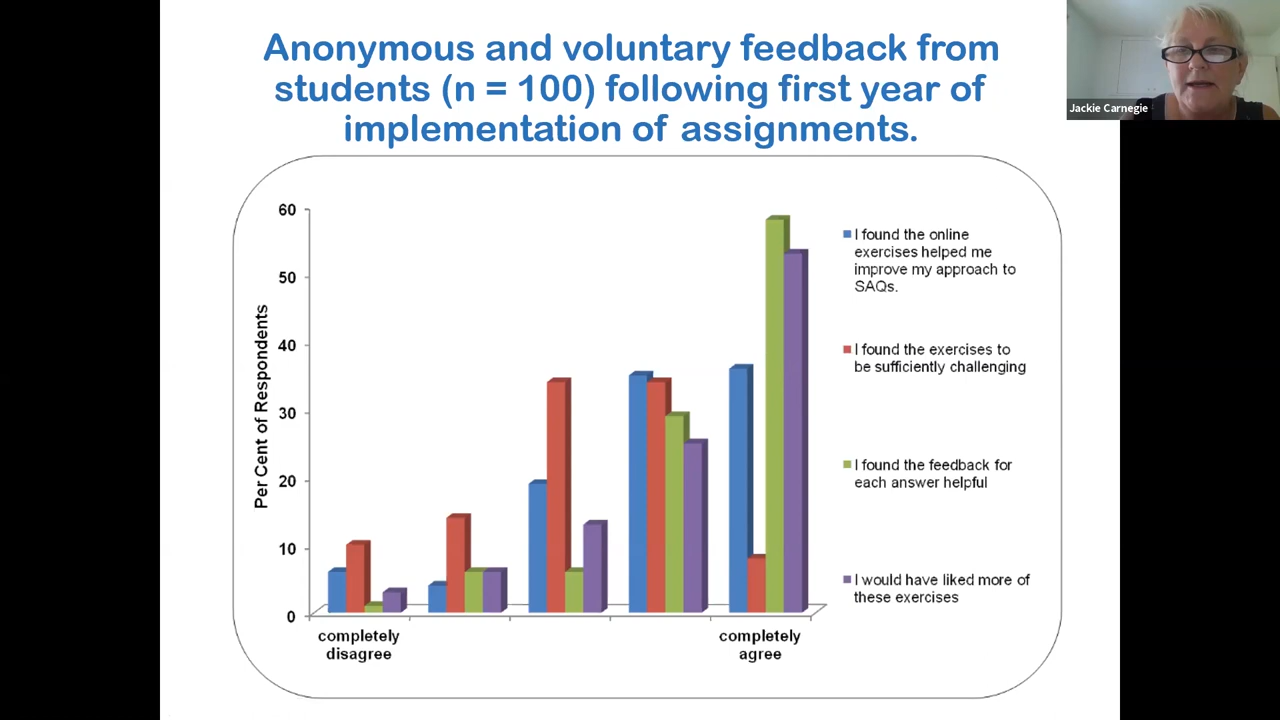 Anonymous and voluntary feedback from
students (n = 100) following first year of
implementation of assignments.
Jackie Carnegie
Per Cent of Respondents
60
50
40
30
20
10
0
completely
disagree
completely
agree
I found the online
exercises helped me
improve my approach to
SAQs.
I found the exercises to
be sufficiently challenging
I found the feedback for
each answer helpful
I would have liked more of
these exercises